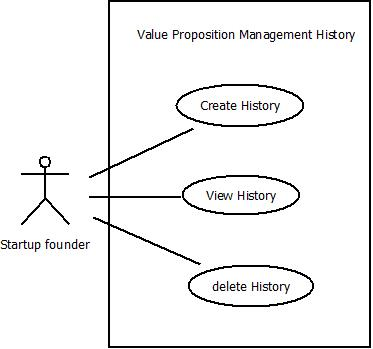 Value Proposition Management History
Create History
View History
Startup founder
delete History